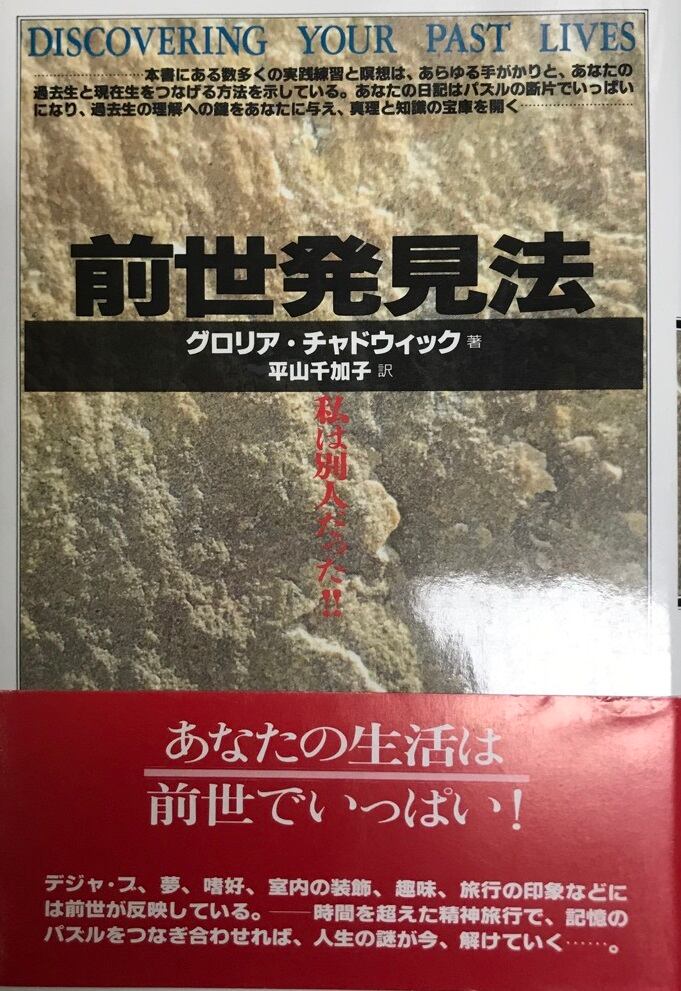 DISCOVERING YOUR PAST LIVES
…………本書にある数多くの実践練習と瞑想は、あらゆる手がかりと、あなたの
過去生と現在生をつなげる方法を示している。あなたの日記はパズルの断片でいっぱい
になり、過去生の理解への鍵をあなたに与え、真理と知識の宝庫を開く…………
前世発見法
グロリア・チャドウィック 著
平山千加子 訳
私は別人だった!!
あなたの生活は
前世でいっぱい!
デジャ・ブ、夢、嗜好、室内の装飾、趣味、旅行の印象などに
は前世が反映している。――時間を超えた精神旅行で、記憶の
パズルをつなぎ合わせれば、人生の謎が今、解けていく……。